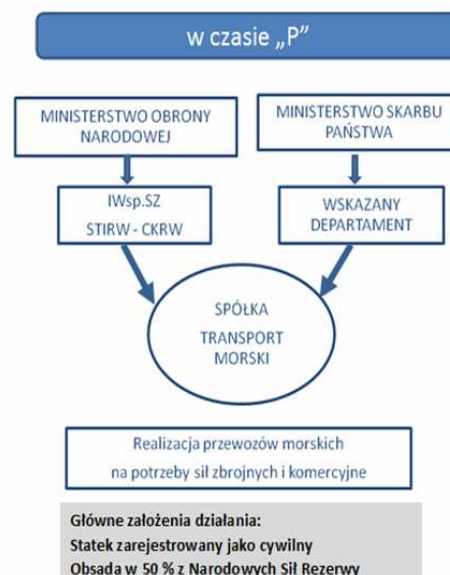 w czasie „P”
MINISTERSTWO OBRONY
NARODOWEJ
MINISTERSTWO SKARBU
PAŃSTWA
IWsp.SZ
STIRW - CKRW
WSKAZANY
DEPARTAMENT
SPÓŁKA
TRANSPORT
MORSKI
Realizacja przewozów morskich
na potrzeby sił zbrojnych i komercyjne
Główne założenia działania:
Statek zarejestrowany jako cywilny
Obsada w 50 % z Narodowych Sił Rezerwy